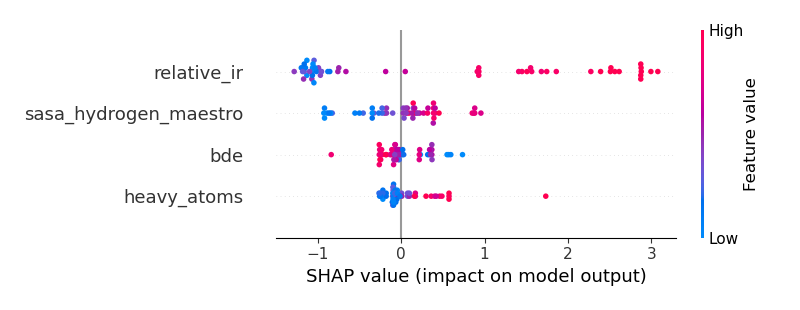 High
relative_ir
sasa_hydrogen_maestro
bde
heavy_atoms
Feature value
Low
−1 0 1 2 3
SHAP value (impact on model output)